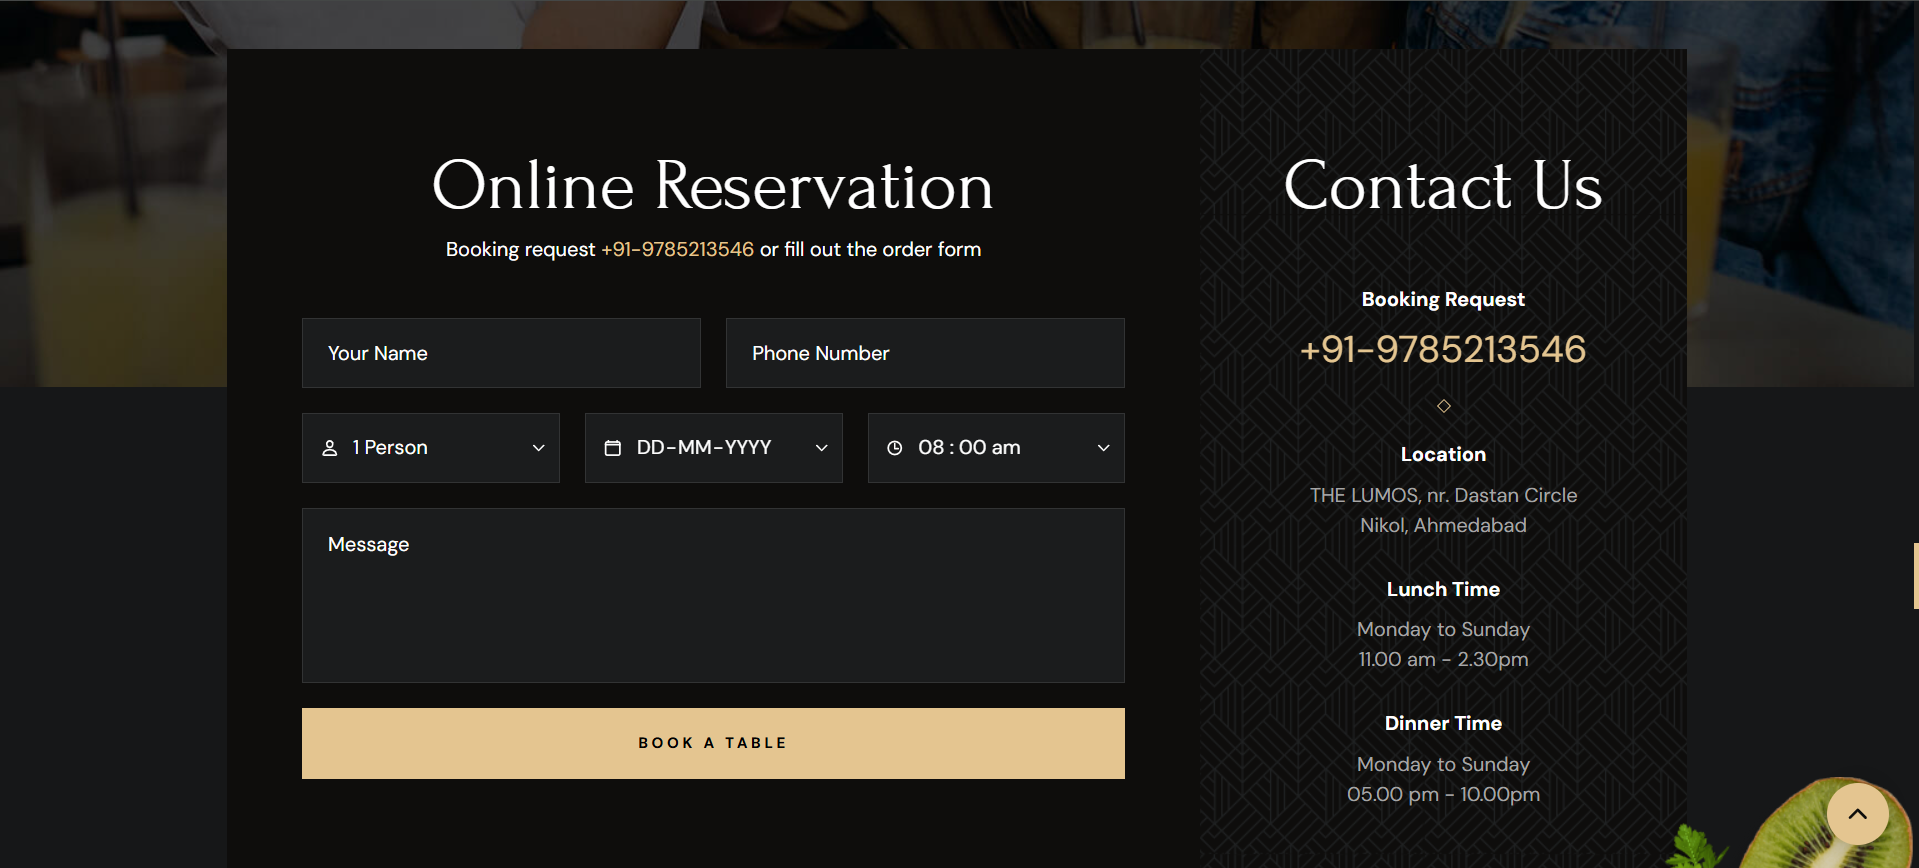 Online Reservation
Booking request +91-9785213546 or fill out the order form
Your Name
Phone Number
1 Person
DD-MM-YYYY
08 : 00 am
Message
BOOK A TABLE
Contact Us
Booking Request
+91-9785213546
Location
THE LUMOS, nr. Dastan Circle
Nikol, Ahmedabad
Lunch Time
Monday to Sunday
11.00 am - 2.30pm
Dinner Time
Monday to Sunday
05.00 pm - 10.00pm